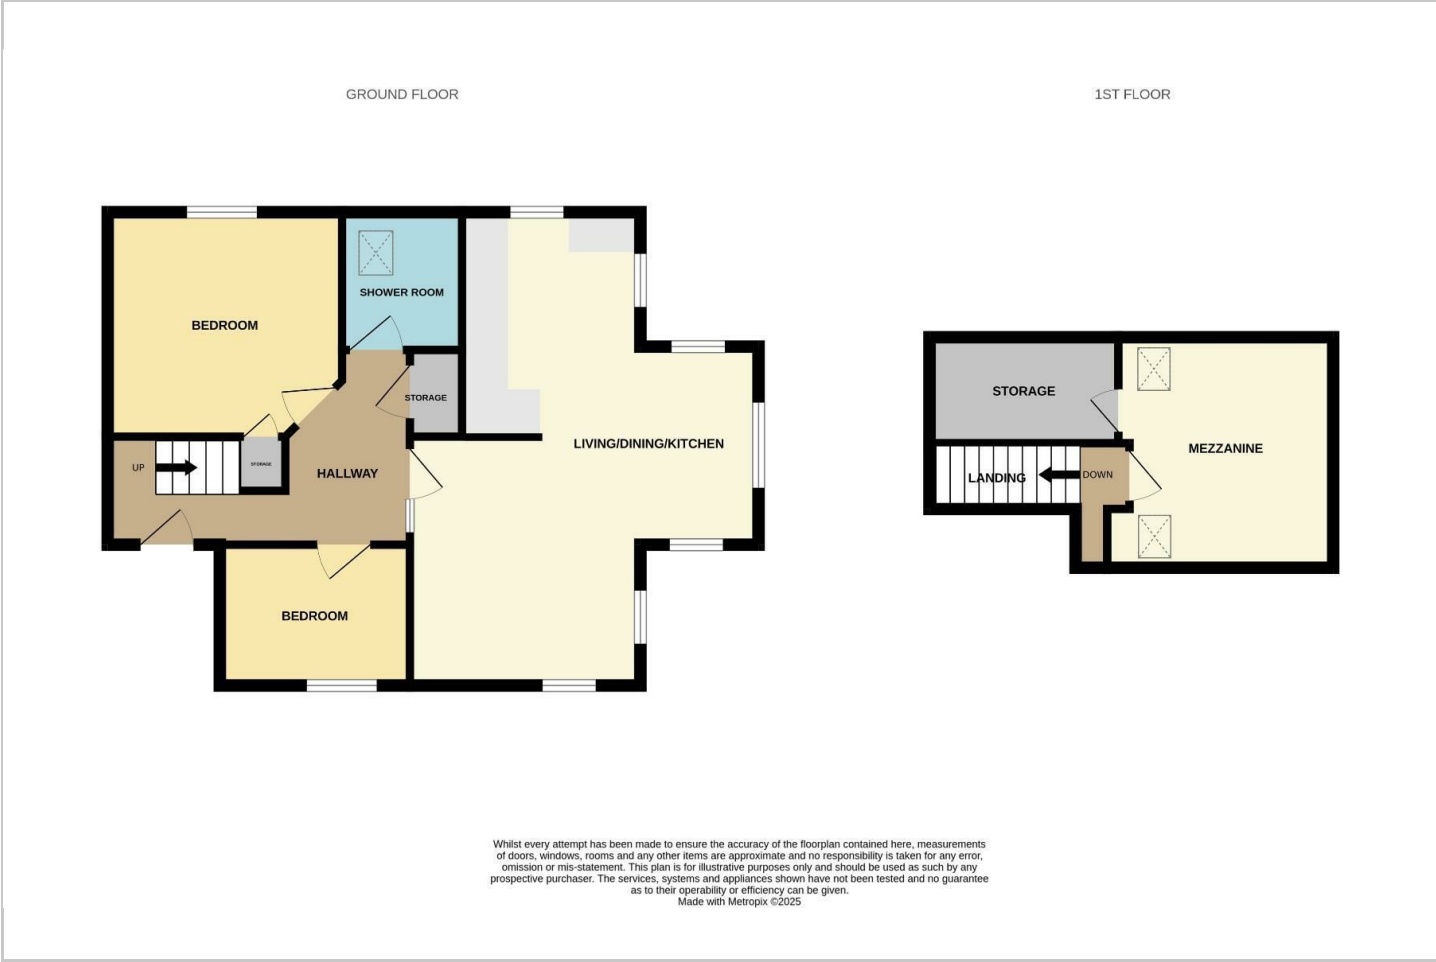 GROUND FLOOR
1ST FLOOR
BEDROOM
SHOWER ROOM
STORAGE
LIVING/DINING/KITCHEN
UP
STORAGE
HALLWAY
BEDROOM
STORAGE
MEZZANINE
LANDING
DOWN
Whilst every attempt has been made to ensure the accuracy of the floorplan contained here, measurements
of doors, windows, rooms and any other items are approximate and no responsibility is taken for any error,
omission or mis-statement. This plan is for illustrative purposes only and should be used as such by any
prospective purchaser. The services, systems and appliances shown have not been tested and no guarantee
as to their operability or efficiency can be given.
Made with Metropix ©2025